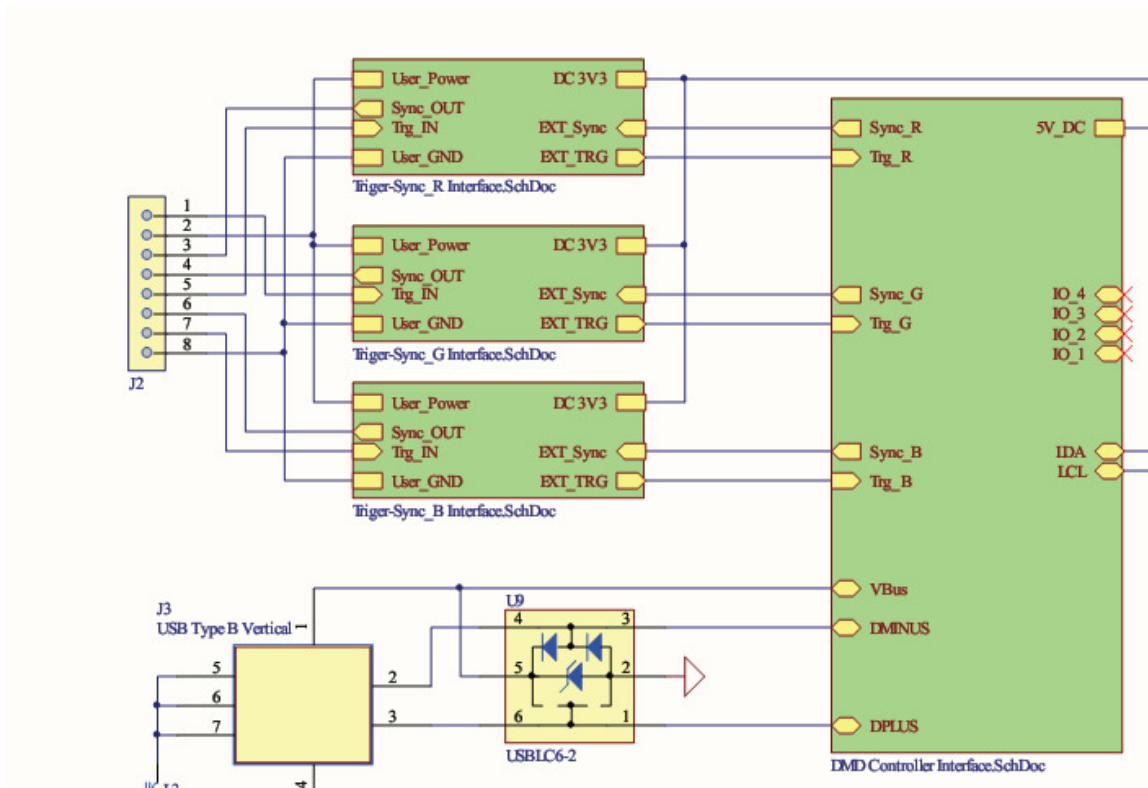 User_Power DC 3V3
Sync_OUT
Trg_IN EXT_Sync
User_GND EXT_TRG
Triger-Sync_R Interface.SchDoc
Sync_R 5V_DC
Trg_R
1
2
3
4
5
6
7
8
J2
User_Power DC 3V3
Sync_OUT
Trg_IN EXT_Sync
User_GND EXT_TRG
Triger-Sync_G Interface.SchDoc
Sync_G IO_4
IO_3
Trg_G IO_2
IO_1
User_Power DC 3V3
Sync_OUT
Trg_IN EXT_Sync
User_GND EXT_TRG
Triger-Sync_B Interface.SchDoc
Sync_B LDA
LCL
Trg_B
VBus
DMINUS
DPLUS
DMD Controller Interface.SchDoc
J3
USB Type B Vertical
1
5
6
7
2
3
4
U9
4 3
5 2
6 1
USBLC6-2